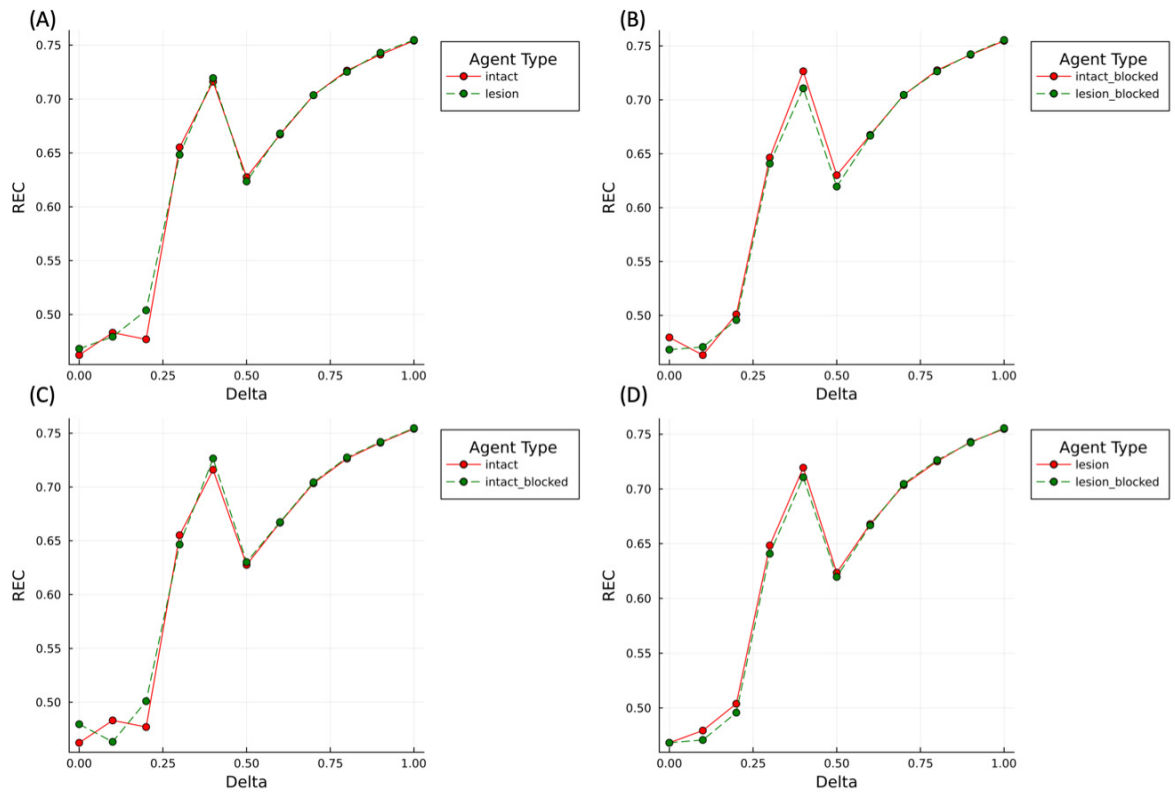 (A)
0.75
0.70
0.65
0.60
0.55
0.50
REC
0.00 0.25 0.50 0.75 1.00
Delta
Agent Type
intact
lesion
(B)
0.75
0.70
0.65
0.60
0.55
0.50
REC
0.00 0.25 0.50 0.75 1.00
Delta
Agent Type
intact_blocked
lesion_blocked
(C)
0.75
0.70
0.65
0.60
0.55
0.50
REC
0.00 0.25 0.50 0.75 1.00
Delta
Agent Type
intact
intact_blocked
(D)
0.75
0.70
0.65
0.60
0.55
0.50
REC
0.00 0.25 0.50 0.75 1.00
Delta
Agent Type
lesion
lesion_blocked